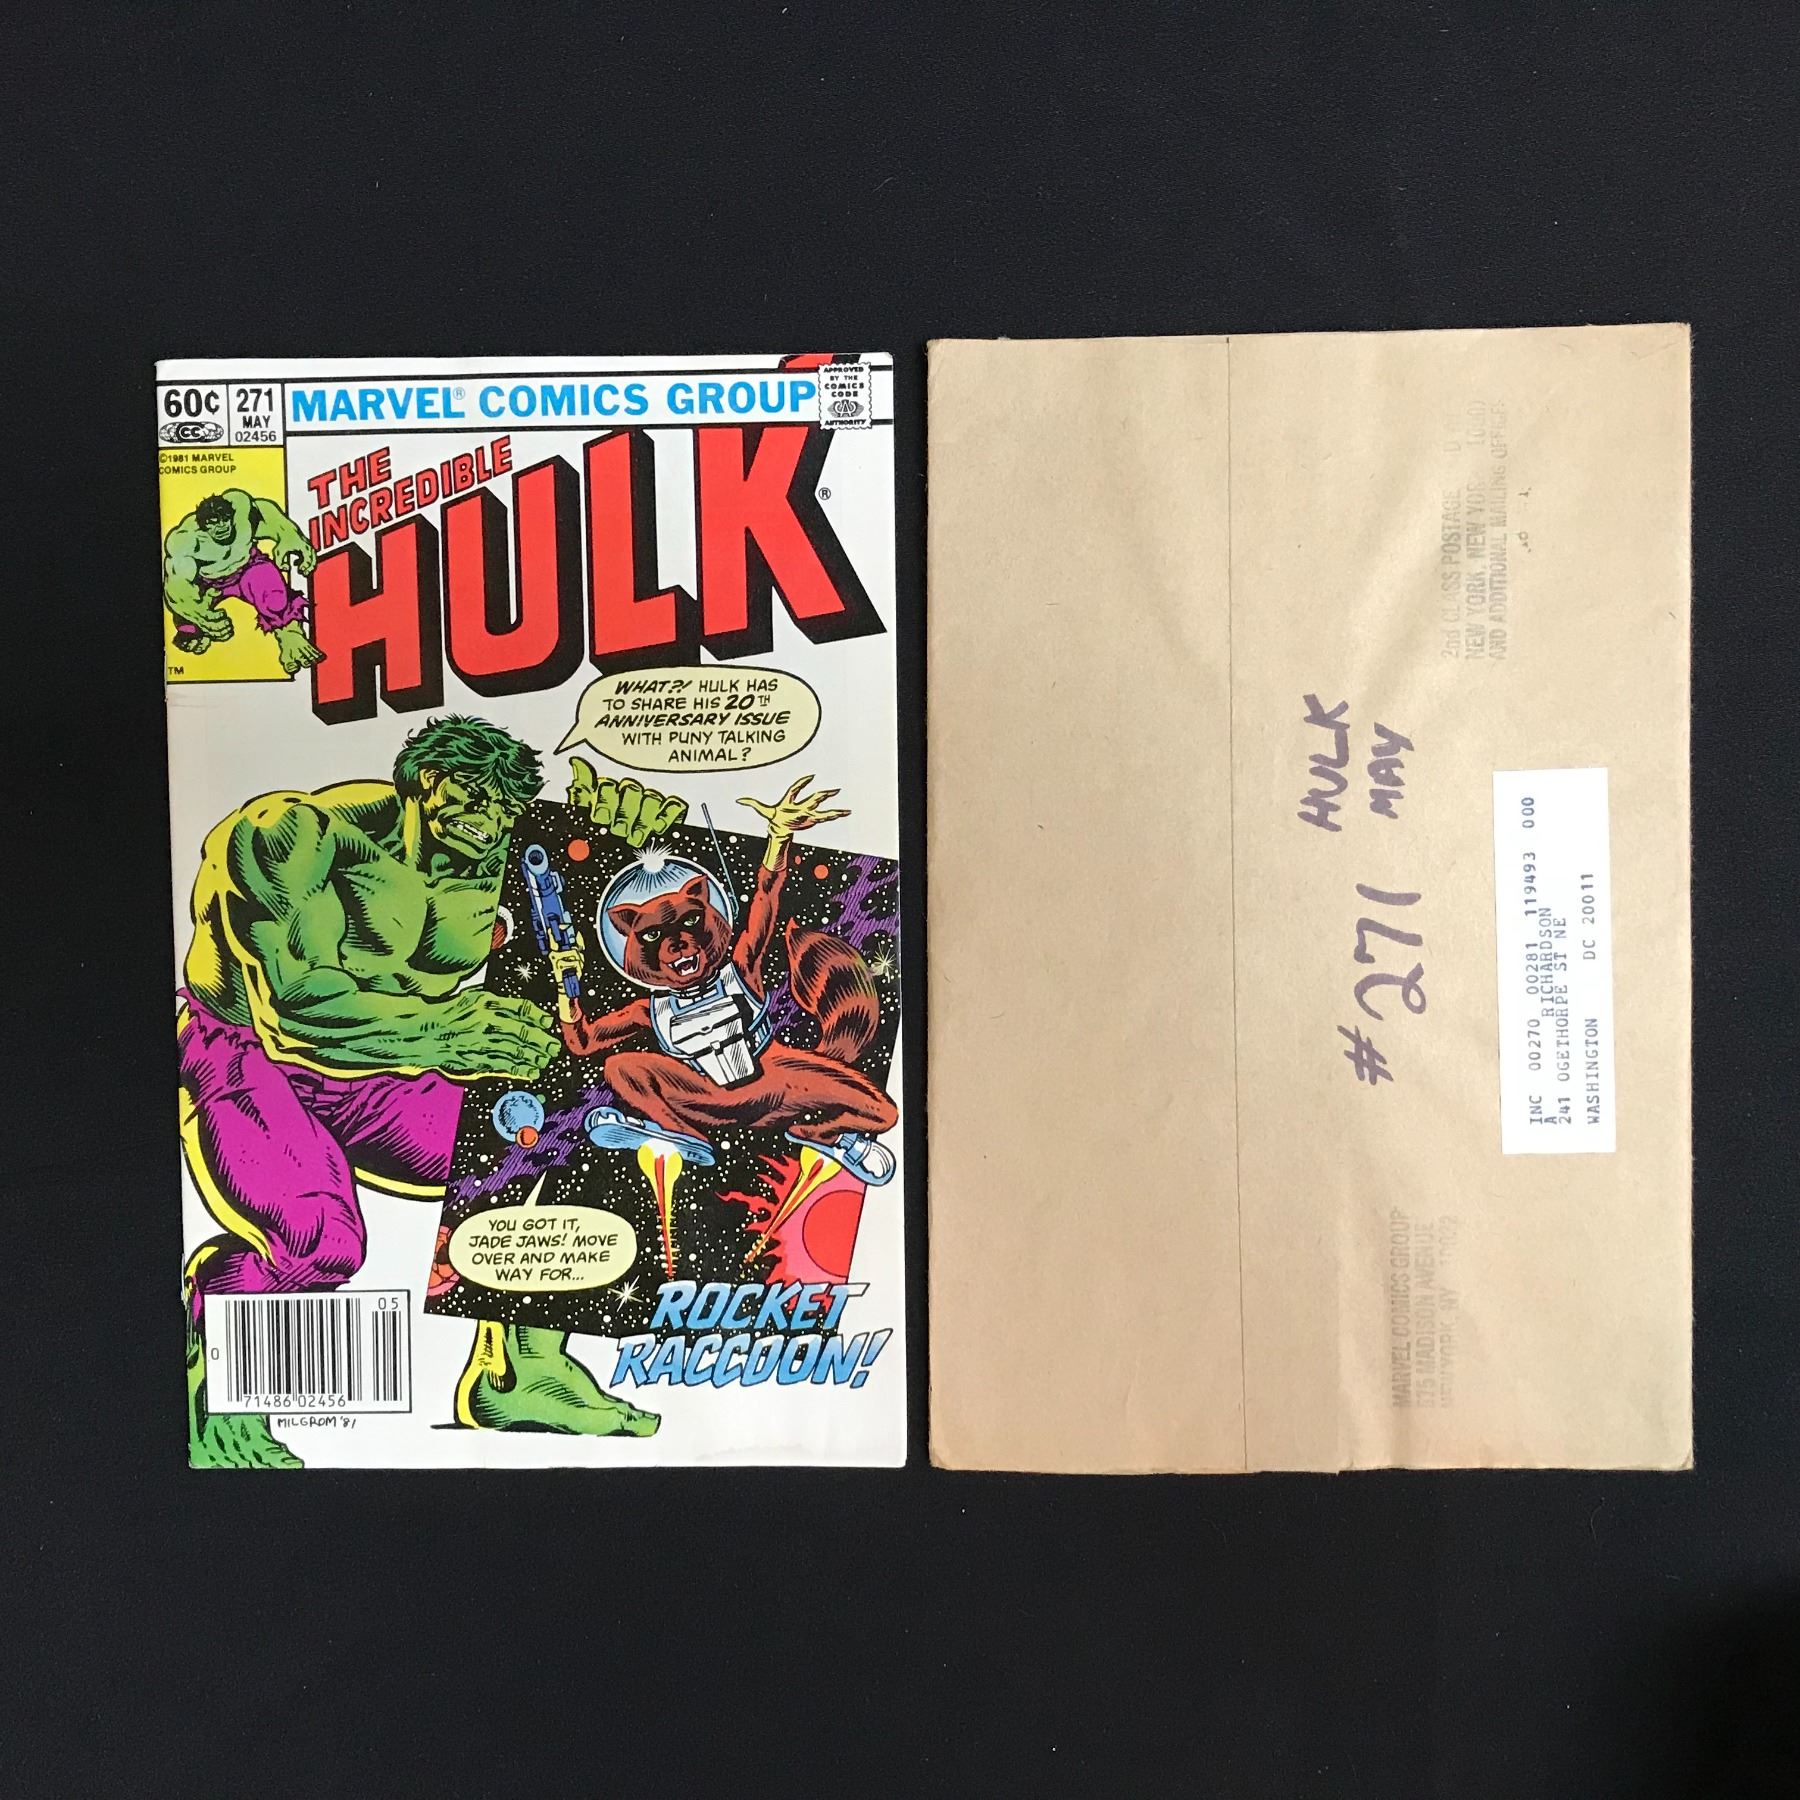 60¢
271
MAY
02456
CC
MARVEL® COMICS GROUP
APPROVED
BY THE
COMICS
CODE
AUTHORITY
©1981 MARVEL
COMICS GROUP
TM
THE
INCREDIBLE
HULK®
WHAT?! HULK HAS
TO SHARE HIS 20TH
ANNIVERSARY ISSUE
WITH PUNY TALKING
ANIMAL?
YOU GOT IT,
JADE JAWS! MOVE
OVER AND MAKE
WAY FOR...
ROCKET
RACCOON!
05
0
71486 02456
MILGROM '81
2nd CLASS POSTAGE
NEW YORK, NEW YORK
AND ADDITIONAL MAILING OFFICES
HULK
#271 MAY
INC 00270 00281 119493 000
A RICHARDSON
241 OGETHORPE ST NE
WASHINGTON DC 20011
MARVEL COMICS GROUP
575 MADISON AVENUE
NEW YORK, NY 10022